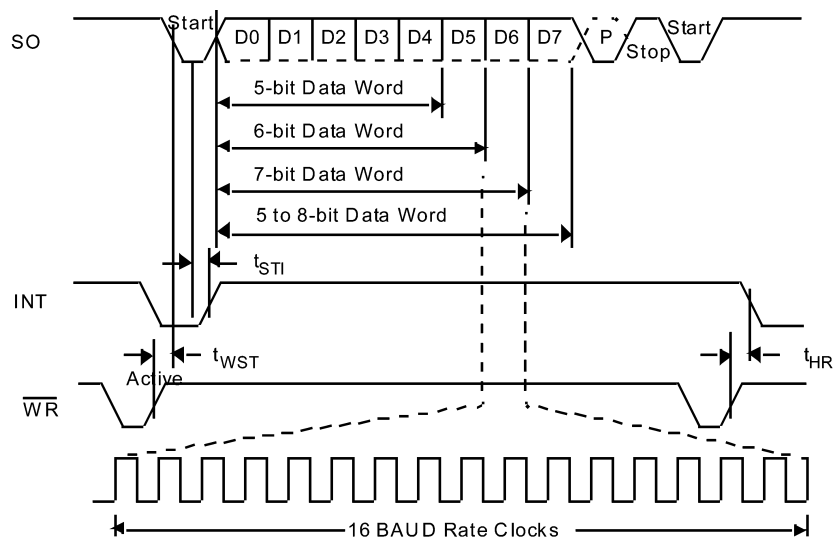 SO
Start
D0 D1 D2 D3 D4 D5 D6 D7 P Stop Start
5-bit Data Word
6-bit Data Word
7-bit Data Word
5 to 8-bit Data Word
tSTI
INT
tWST
tHR
Active
WR
16 BAUD Rate Clocks